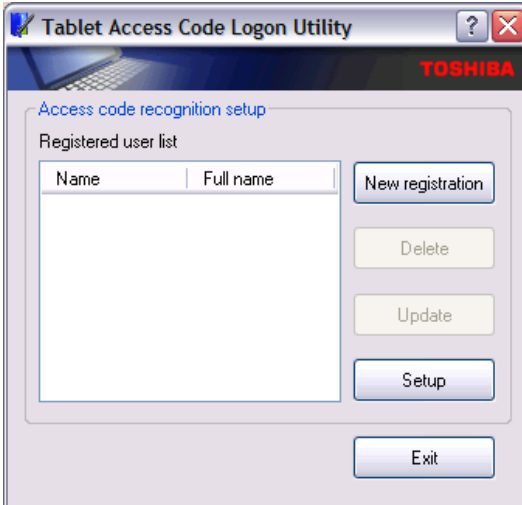 Tablet Access Code Logon Utility
TOSHIBA
Access code recognition setup
Registered user list
Name Full name
New registration
Delete
Update
Setup
Exit